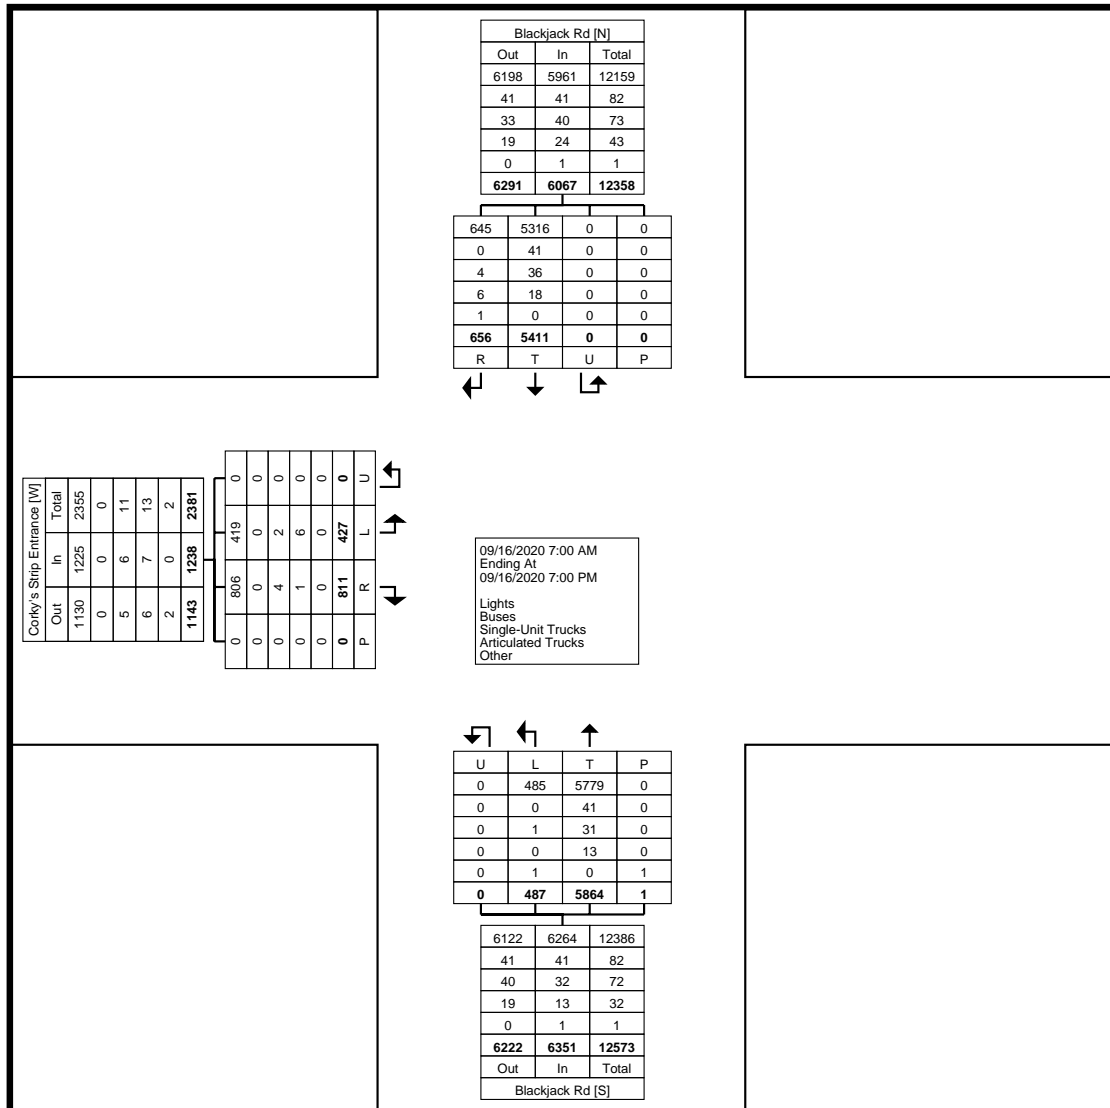 Blackjack Rd [N]
Out In Total
6198 5961 12159
41 41 82
33 40 73
19 24 43
0 1 1
6291 6067 12358
645 5316 0 0
0 41 0 0
4 36 0 0
6 18 0 0
1 0 0 0
656 5411 0 0
R T U P
Corky's Strip Entrance [W]
Out In Total
1130 1225 2355
0 0 0
5 6 11
6 7 13
2 0 2
1143 1238 2381
0 806 419 0
0 0 0 0
0 4 2 0
0 1 6 0
0 0 0 0
0 811 427 0
P R L U
09/16/2020 7:00 AM
Ending At
09/16/2020 7:00 PM
Lights
Buses
Single-Unit Trucks
Articulated Trucks
Other
U L T P
0 485 5779 0
0 0 41 0
0 1 31 0
0 0 13 0
0 1 0 1
0 487 5864 1
6122 6264 12386
41 41 82
40 32 72
19 13 32
0 1 1
6222 6351 12573
Out In Total
Blackjack Rd [S]